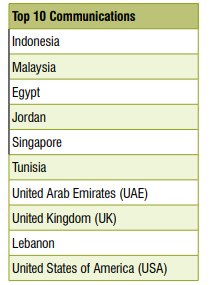 Top 10 Communications
Indonesia
Malaysia
Egypt
Jordan
Singapore
Tunisia
United Arab Emirates (UAE)
United Kingdom (UK)
Lebanon
United States of America (USA)